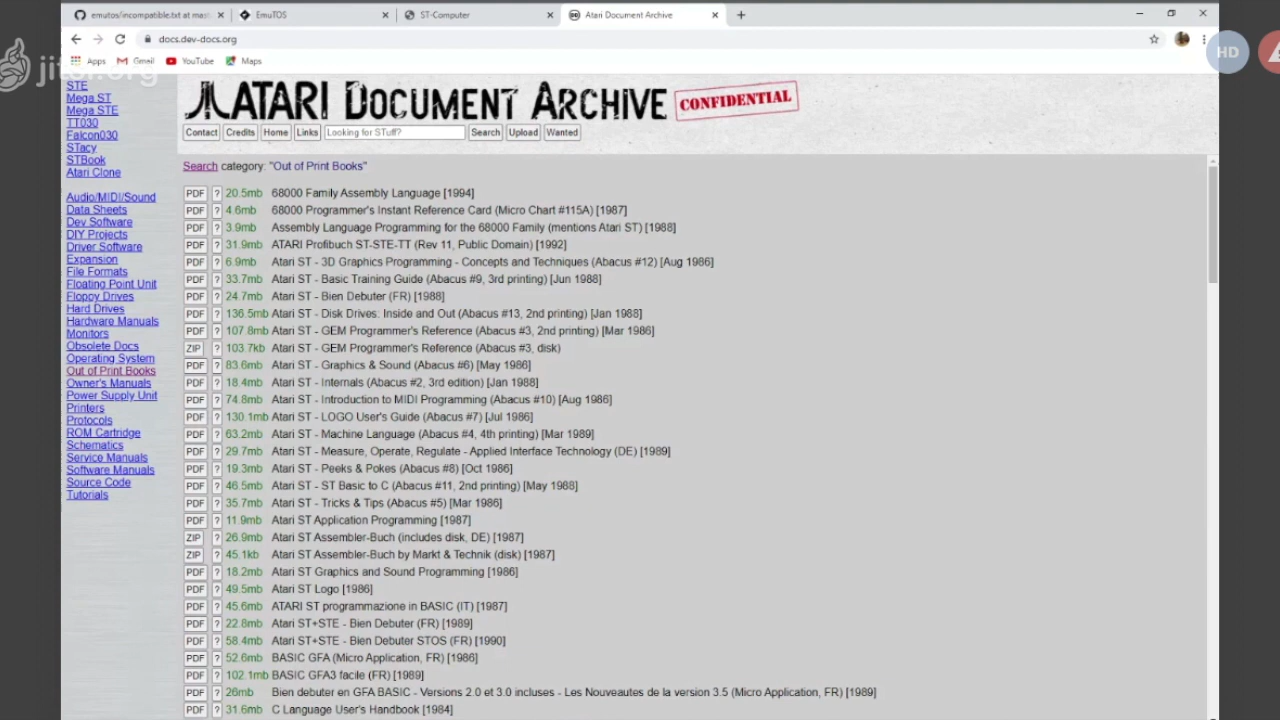 emutos/incompatible.txt at mast
EmuTOS
ST-Computer
Atari Document Archive
docs.dev-docs.org
Apps Gmail YouTube Maps
HD
jitsi.org
ATARI DOCUMENT ARCHIVE CONFIDENTIAL
Contact Credits Home Links Looking for STuff? Search Upload Wanted
STE
Mega ST
Mega STE
TT030
Falcon030
STacy
STBook
Atari Clone
Audio/MIDI/Sound
Data Sheets
Dev Software
DIY Projects
Driver Software
Expansion
File Formats
Floating Point Unit
Floppy Drives
Hard Drives
Hardware Manuals
Monitors
Obsolete Docs
Operating System
Out of Print Books
Owner's Manuals
Power Supply Unit
Printers
Protocols
ROM Cartridge
Schematics
Service Manuals
Software Manuals
Source Code
Tutorials
Search category: "Out of Print Books"
PDF ? 20.5mb 68000 Family Assembly Language [1994]
PDF ? 4.6mb 68000 Programmer's Instant Reference Card (Micro Chart #115A) [1987]
PDF ? 3.9mb Assembly Language Programming for the 68000 Family (mentions Atari ST) [1988]
PDF ? 31.9mb ATARI Profibuch ST-STE-TT (Rev 11, Public Domain) [1992]
PDF ? 6.9mb Atari ST - 3D Graphics Programming - Concepts and Techniques (Abacus #12) [Aug 1986]
PDF ? 33.7mb Atari ST - Basic Training Guide (Abacus #9, 3rd printing) [Jun 1988]
PDF ? 24.7mb Atari ST - Bien Debuter (FR) [1988]
PDF ? 136.5mb Atari ST - Disk Drives: Inside and Out (Abacus #13, 2nd printing) [Jan 1988]
PDF ? 107.8mb Atari ST - GEM Programmer's Reference (Abacus #3, 2nd printing) [Mar 1986]
ZIP ? 103.7kb Atari ST - GEM Programmer's Reference (Abacus #3, disk)
PDF ? 83.6mb Atari ST - Graphics & Sound (Abacus #6) [May 1986]
PDF ? 18.4mb Atari ST - Internals (Abacus #2, 3rd edition) [Jan 1988]
PDF ? 74.8mb Atari ST - Introduction to MIDI Programming (Abacus #10) [Aug 1986]
PDF ? 130.1mb Atari ST - LOGO User's Guide (Abacus #7) [Jul 1986]
PDF ? 63.2mb Atari ST - Machine Language (Abacus #4, 4th printing) [Mar 1989]
PDF ? 29.7mb Atari ST - Measure, Operate, Regulate - Applied Interface Technology (DE) [1989]
PDF ? 19.3mb Atari ST - Peeks & Pokes (Abacus #8) [Oct 1986]
PDF ? 46.5mb Atari ST - ST Basic to C (Abacus #11, 2nd printing) [May 1988]
PDF ? 35.7mb Atari ST - Tricks & Tips (Abacus #5) [Mar 1986]
PDF ? 11.9mb Atari ST Application Programming [1987]
ZIP ? 26.9mb Atari ST Assembler-Buch (includes disk, DE) [1987]
ZIP ? 45.1kb Atari ST Assembler-Buch by Markt & Technik (disk) [1987]
PDF ? 18.2mb Atari ST Graphics and Sound Programming [1986]
PDF ? 49.5mb Atari ST Logo [1986]
PDF ? 45.6mb ATARI ST programmazione in BASIC (IT) [1987]
PDF ? 22.8mb Atari ST+STE - Bien Debuter (FR) [1989]
PDF ? 58.4mb Atari ST+STE - Bien Debuter STOS (FR) [1990]
PDF ? 52.6mb BASIC GFA (Micro Application, FR) [1986]
PDF ? 102.1mb BASIC GFA3 facile (FR) [1989]
PDF ? 26mb Bien debuter en GFA BASIC - Versions 2.0 et 3.0 incluses - Les Nouveautes de la version 3.5 (Micro Application, FR) [1989]
PDF ? 31.6mb C Language User's Handbook [1984]